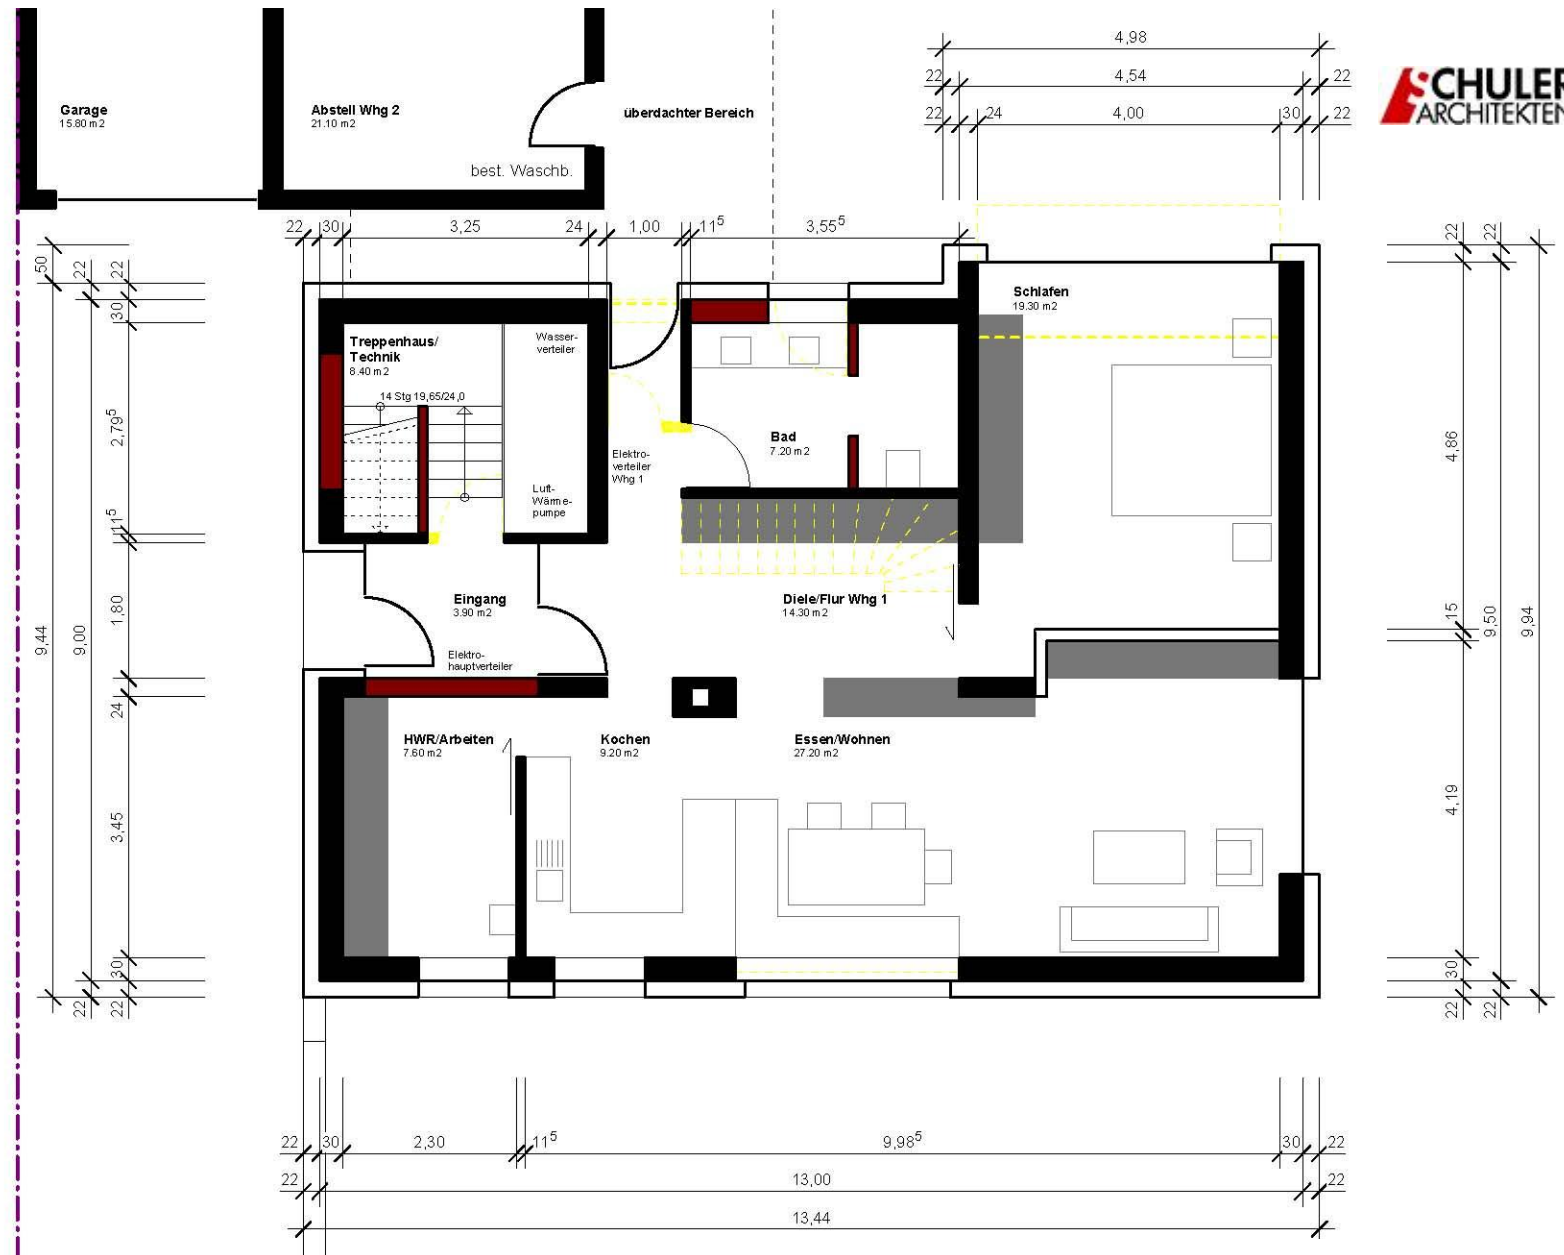 4,98
22 4,54 22
22 24 4,00 30 22
SCHULER
ARCHITEKTEN
Garage
15.80 m2
Abstell Whg 2
21.10 m2
überdachter Bereich
best. Waschb.
22 30 3,25 24 1,00 11⁵ 3,55⁵
50 22 22
30
2,79⁵
11⁵
1,80
24
3,45
30
22 22
9,00
9,44
22 22
4,86
15
4,19
30
22 22
9,50
9,94
Treppenhaus/
Technik
8.40 m2
14 Stg 19,65/24,0
Wasser-
verteiler
Luft-
Wärme-
pumpe
Elektro-
verteiler
Whg 1
Bad
7.20 m2
Schlafen
19.30 m2
Eingang
3.90 m2
Elektro-
hauptverteiler
Diele/Flur Whg 1
14.30 m2
HWR/Arbeiten
7.60 m2
Kochen
9.20 m2
Essen/Wohnen
27.20 m2
22 30 2,30 11⁵ 9,98⁵ 30 22
22 13,00 22
13,44